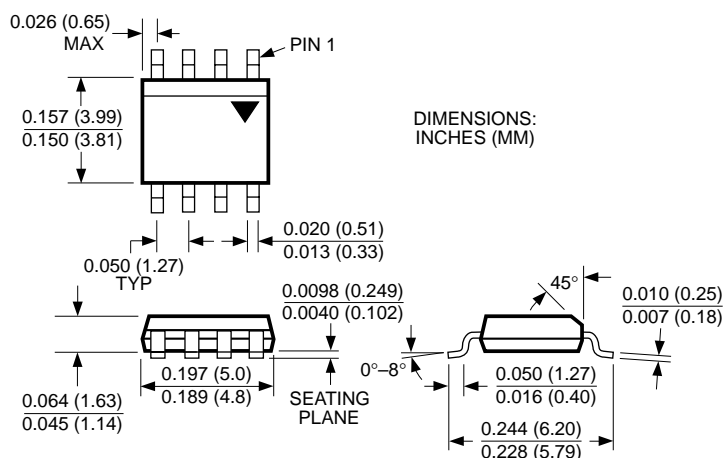 0.026 (0.65)
MAX
PIN 1
0.157 (3.99)
0.150 (3.81)
DIMENSIONS:
INCHES (MM)
0.020 (0.51)
0.013 (0.33)
0.050 (1.27)
TYP
0.0098 (0.249)
0.0040 (0.102)
45°
0.010 (0.25)
0.007 (0.18)
0°–8°
0.064 (1.63)
0.045 (1.14)
0.197 (5.0)
0.189 (4.8)
SEATING
PLANE
0.050 (1.27)
0.016 (0.40)
0.244 (6.20)
0.228 (5.79)